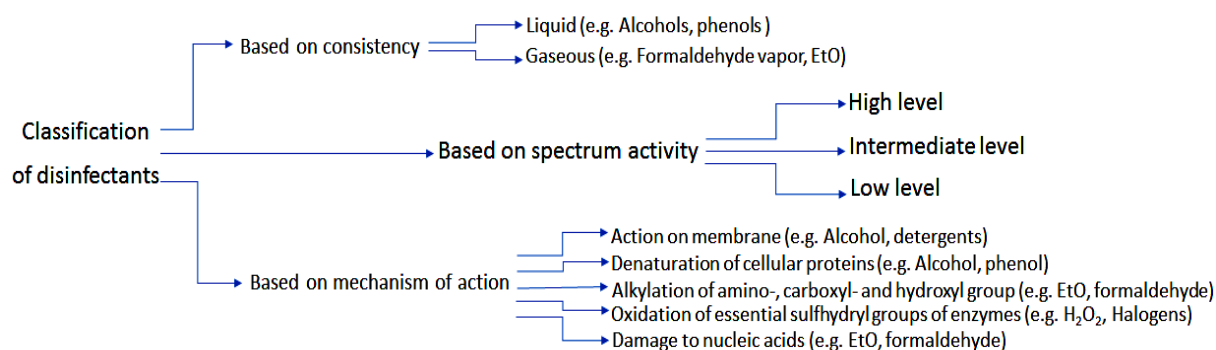 Classification
of disinfectants
Based on consistency
Liquid (e.g. Alcohols, phenols )
Gaseous (e.g. Formaldehyde vapor, EtO)
Based on spectrum activity
High level
Intermediate level
Low level
Based on mechanism of action
Action on membrane (e.g. Alcohol, detergents)
Denaturation of cellular proteins (e.g. Alcohol, phenol)
Alkylation of amino-, carboxyl- and hydroxyl group (e.g. EtO, formaldehyde)
Oxidation of essential sulfhydryl groups of enzymes (e.g. H₂O₂, Halogens)
Damage to nucleic acids (e.g. EtO, formaldehyde)